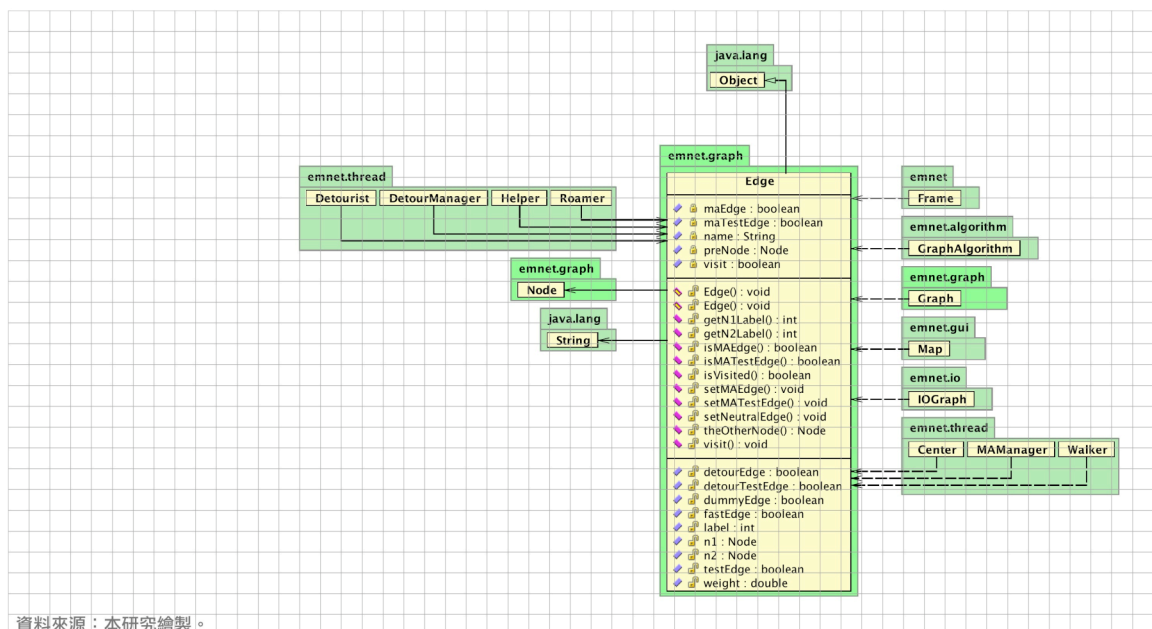 java.lang
Object
emnet.graph
Edge
maEdge : boolean
maTestEdge : boolean
name : String
preNode : Node
visit : boolean
Edge() : void
Edge() : void
getN1Label() : int
getN2Label() : int
isMAEdge() : boolean
isMATestEdge() : boolean
isVisited() : boolean
setMAEdge() : void
setMATestEdge() : void
setNeutralEdge() : void
theOtherNode() : Node
visit() : void
detourEdge : boolean
detourTestEdge : boolean
dummyEdge : boolean
fastEdge : boolean
label : int
n1 : Node
n2 : Node
testEdge : boolean
weight : double
emnet.thread
Detourist DetourManager Helper Roamer
emnet.graph
Node
java.lang
String
emnet
Frame
emnet.algorithm
GraphAlgorithm
emnet.graph
Graph
emnet.gui
Map
emnet.io
IOGraph
emnet.thread
Center MAManager Walker
資料來源：本研究繪製。